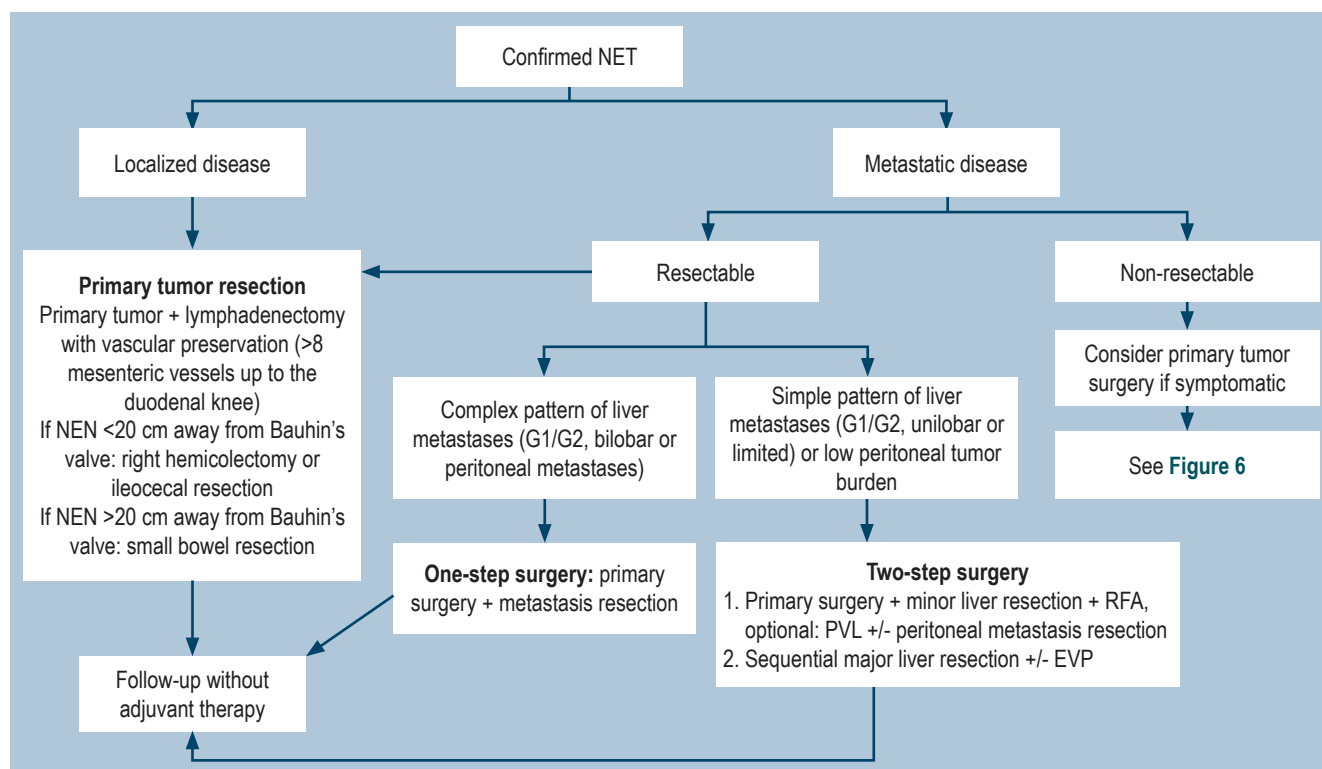 Confirmed NET
Localized disease
Metastatic disease
Primary tumor resection
Primary tumor + lymphadenectomy
with vascular preservation (>8
mesenteric vessels up to the
duodenal knee)
If NEN <20 cm away from Bauhin's
valve: right hemicolectomy or
ileocecal resection
If NEN >20 cm away from Bauhin's
valve: small bowel resection
Resectable
Non-resectable
Consider primary tumor
surgery if symptomatic
See Figure 6
Complex pattern of liver
metastases (G1/G2, bilobar or
peritoneal metastases)
Simple pattern of liver
metastases (G1/G2, unilobar or
limited) or low peritoneal tumor
burden
One-step surgery: primary
surgery + metastasis resection
Two-step surgery
1. Primary surgery + minor liver resection + RFA,
optional: PVL +/- peritoneal metastasis resection
2. Sequential major liver resection +/- EVP
Follow-up without
adjuvant therapy